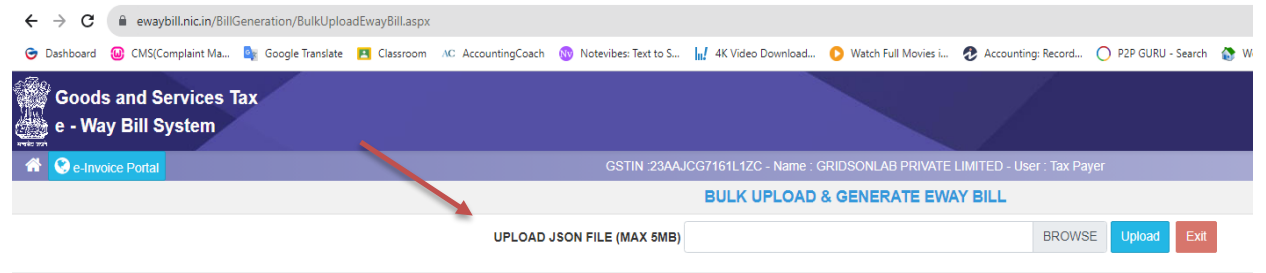 ewaybill.nic.in/BillGeneration/BulkUploadEwayBill.aspx
Dashboard CMS(Complaint Ma... Google Translate Classroom AC AccountingCoach Nv Notevibes: Text to S... 4K Video Download... Watch Full Movies i... Accounting: Record... P2P GURU - Search W
Goods and Services Tax
e - Way Bill System
e-Invoice Portal GSTIN :23AAJCG7161L1ZC - Name : GRIDSONLAB PRIVATE LIMITED - User : Tax Payer
BULK UPLOAD & GENERATE EWAY BILL
UPLOAD JSON FILE (MAX 5MB) BROWSE Upload Exit